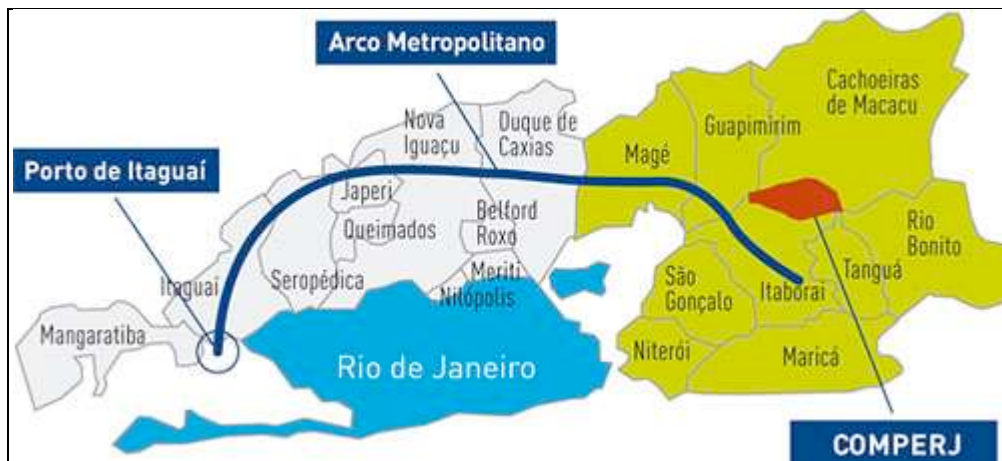 Arco Metropolitano
Cachoeiras
de Macacu
Nova
Iguaçu
Duque de
Caxias
Guapimirim
Magé
Porto de Itaguaí
Japeri
Belford
Roxo
Queimados
Rio
Bonito
Itaguaí
Seropédica
Meriti
Nilópolis
São
Gonçalo
Itaboraí
Tanguá
Mangaratiba
Rio de Janeiro
Niterói
Maricá
COMPERJ